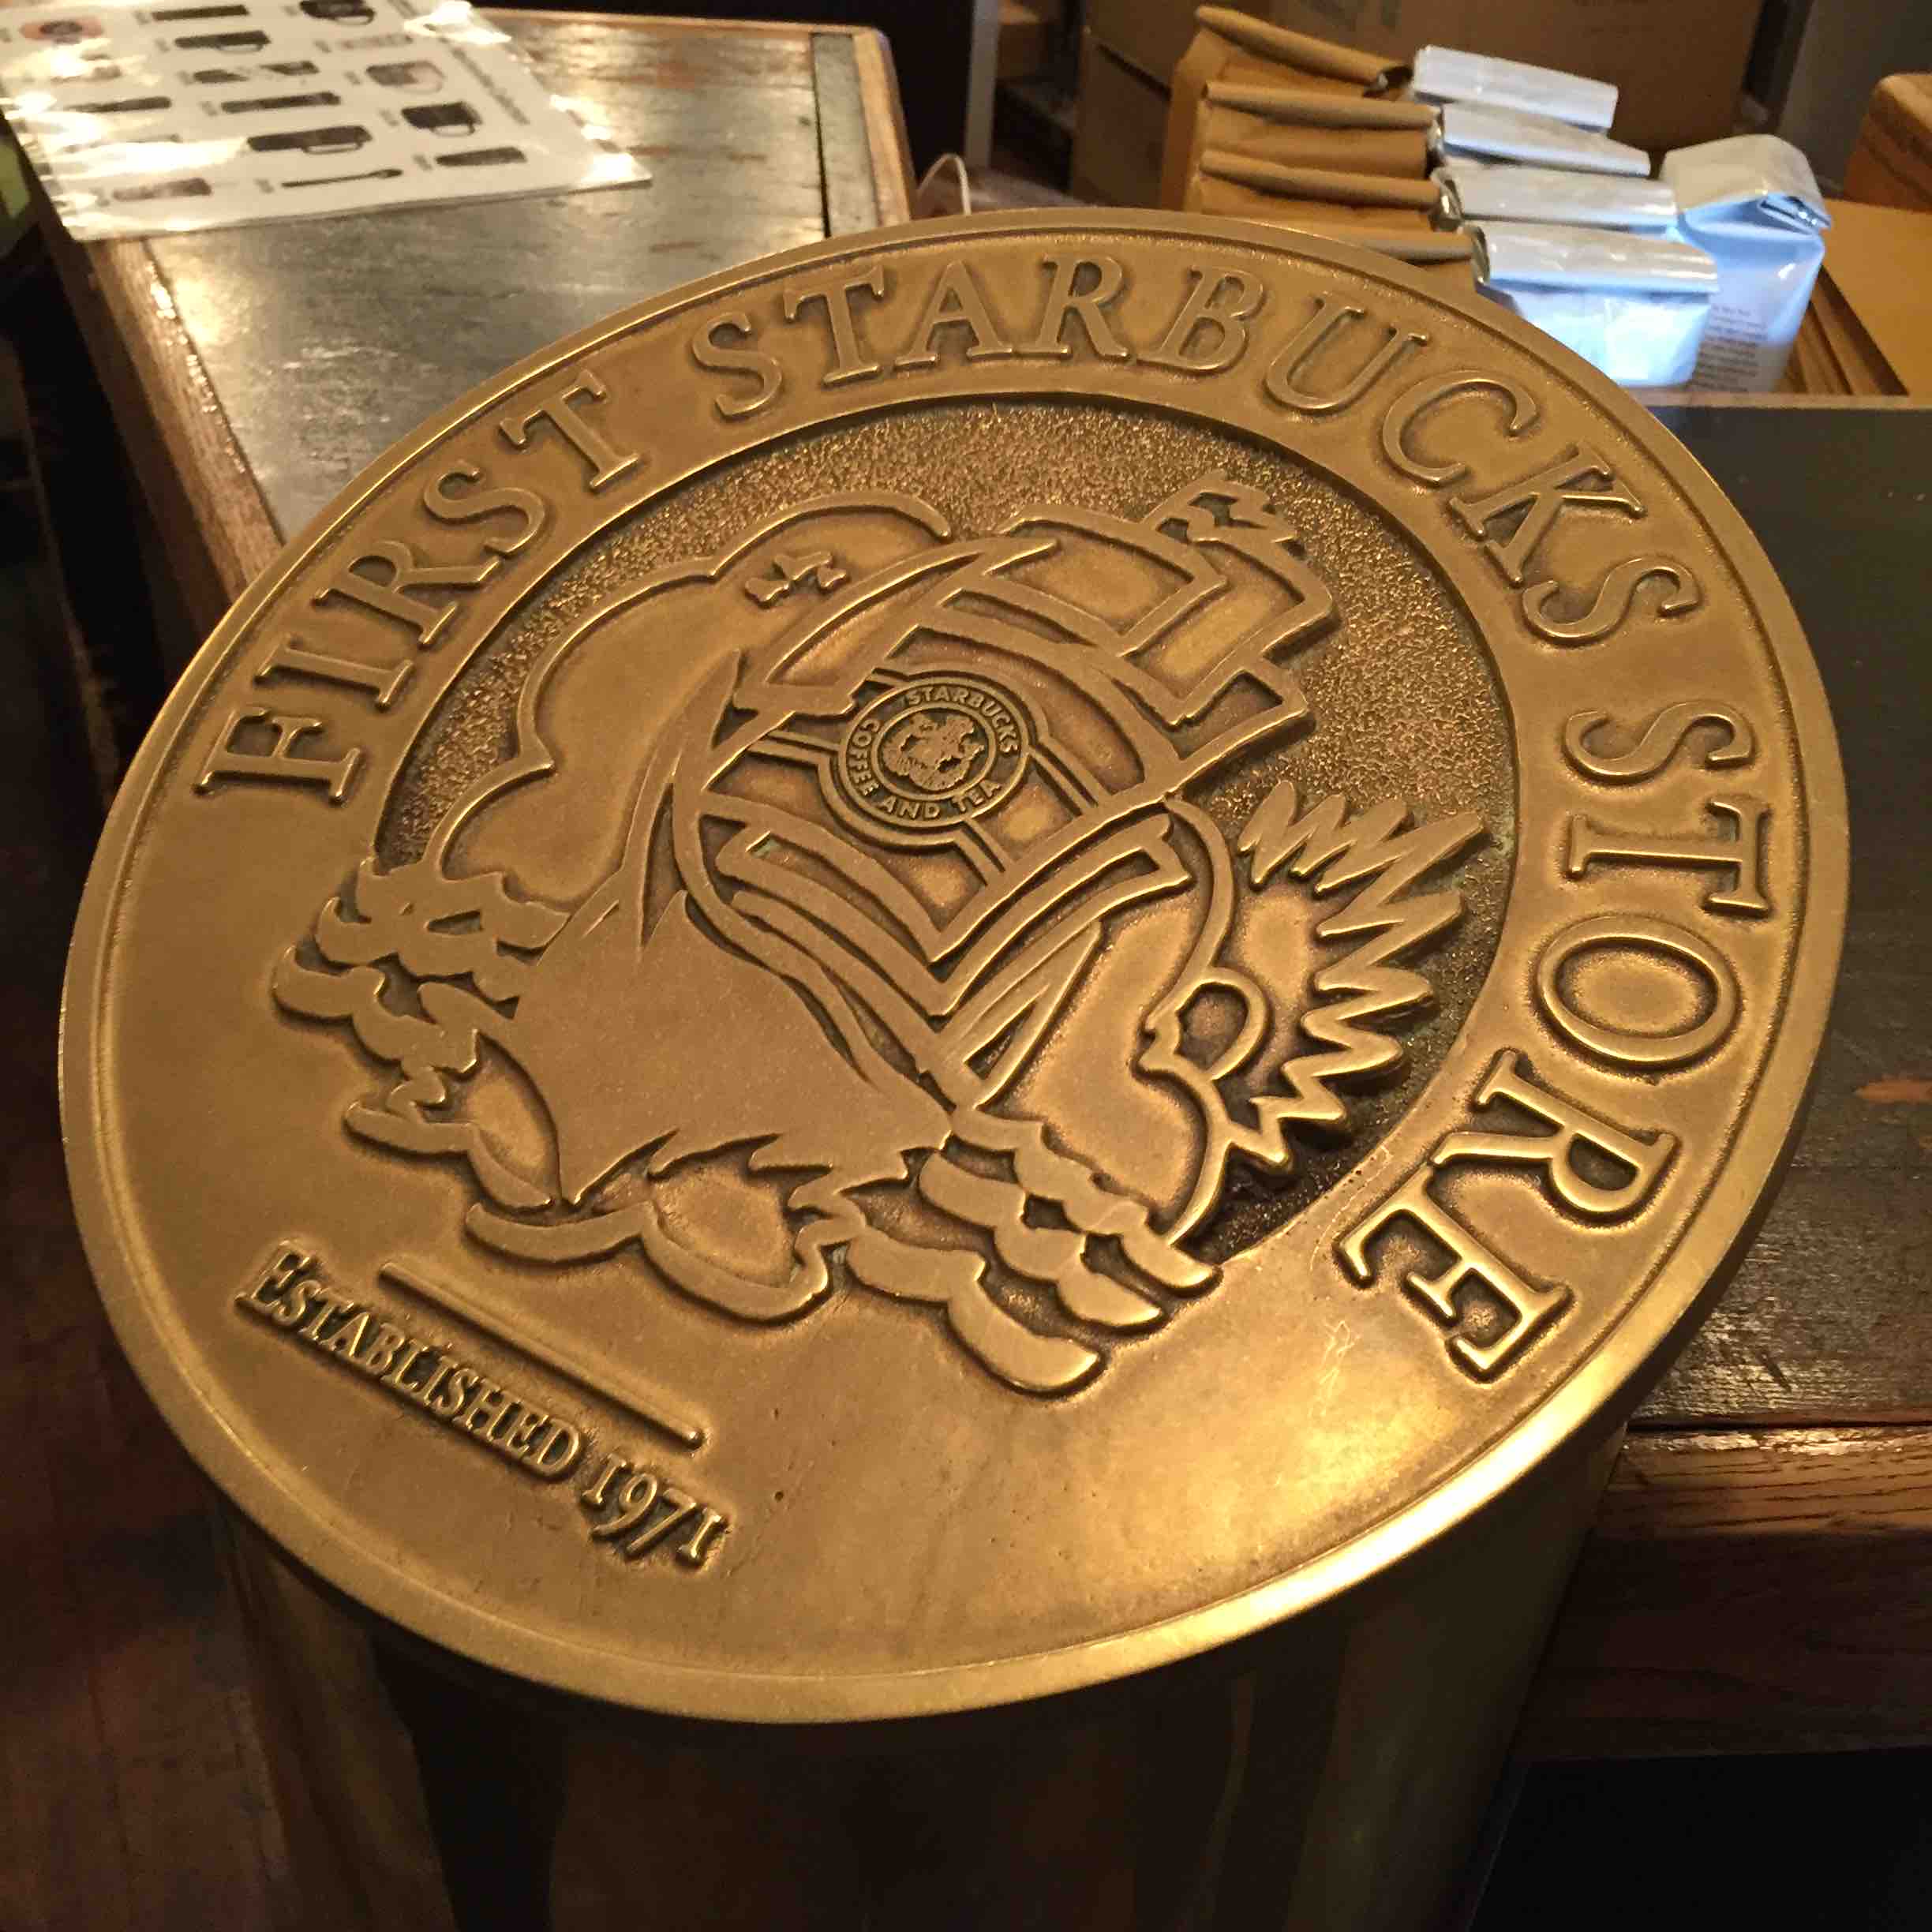 FIRST STARBUCKS STORE
STARBUCKS
COFFEE AND TEA
ESTABLISHED 1971